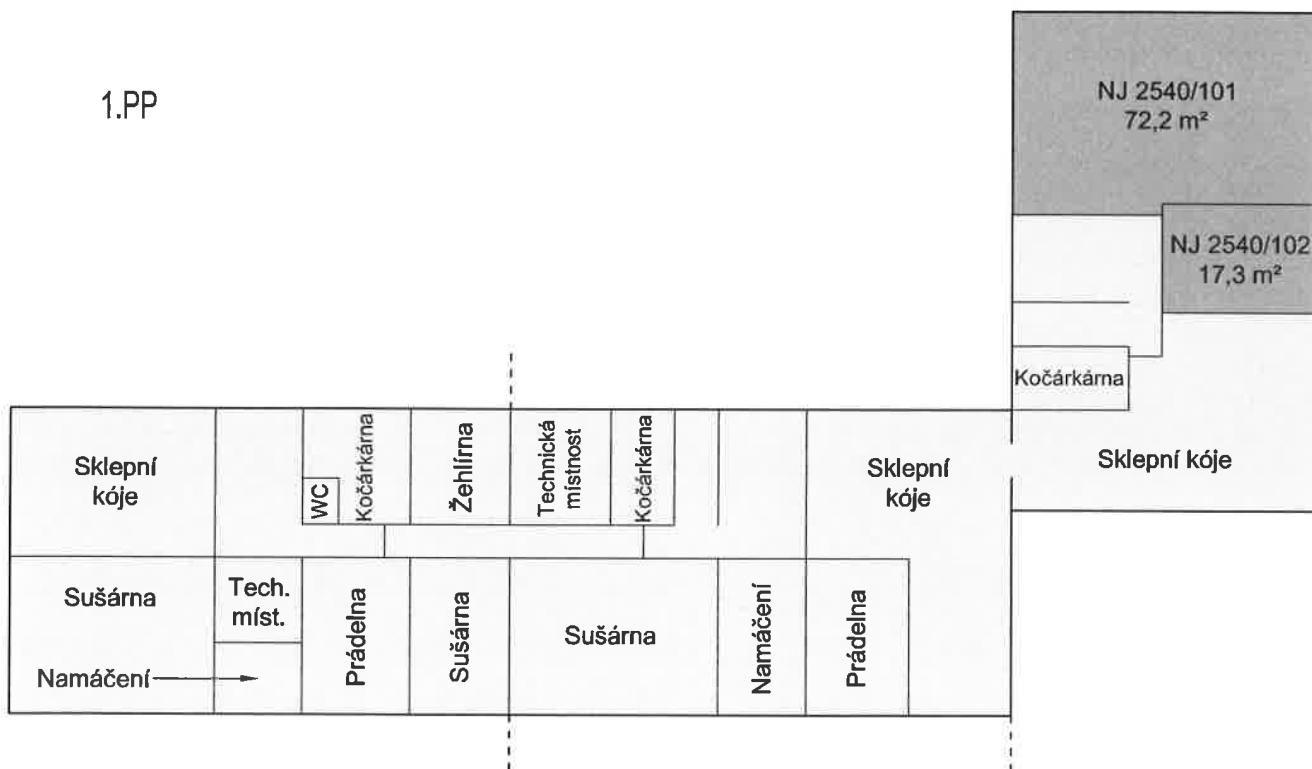 1.PP
NJ 2540/101
72,2 m²
NJ 2540/102
17,3 m²
Kočárkárna
Sklepní kóje
Sklepní
kóje
WC
Kočárkárna
Žehlírna
Technická
místnost
Kočárkárna
Sklepní
kóje
Sušárna
Namáčení
Tech.
míst.
Prádelna
Sušárna
Sušárna
Namáčení
Prádelna